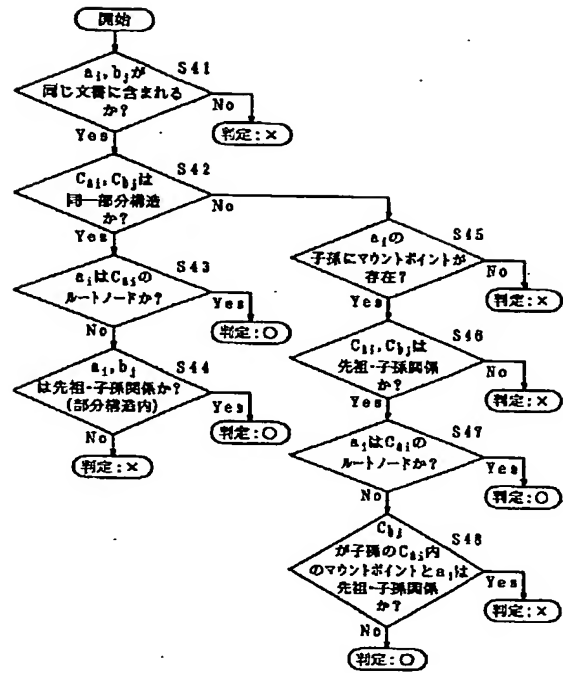 開始
S41
ai,bjが
同じ文書に含まれる
か?
No
判定:×
Yes
S42
Cai,Cbjは
同一部分構造
か?
No
Yes
S43
aiはCaiの
ルートノードか?
Yes
判定:○
No
S44
ai,bj
は先祖・子孫関係か?
(部分構造内)
Yes
判定:○
No
判定:×
S45
aiの
子孫にマウントポイントが
存在?
No
判定:×
Yes
S46
Cai,Cbjは
先祖・子孫関係
か?
No
判定:×
Yes
S47
aiはCaiの
ルートノードか?
Yes
判定:○
No
S48
Cbj
が子孫のCai内
のマウントポイントとaiは
先祖・子孫関係
か?
Yes
判定:×
No
判定:○